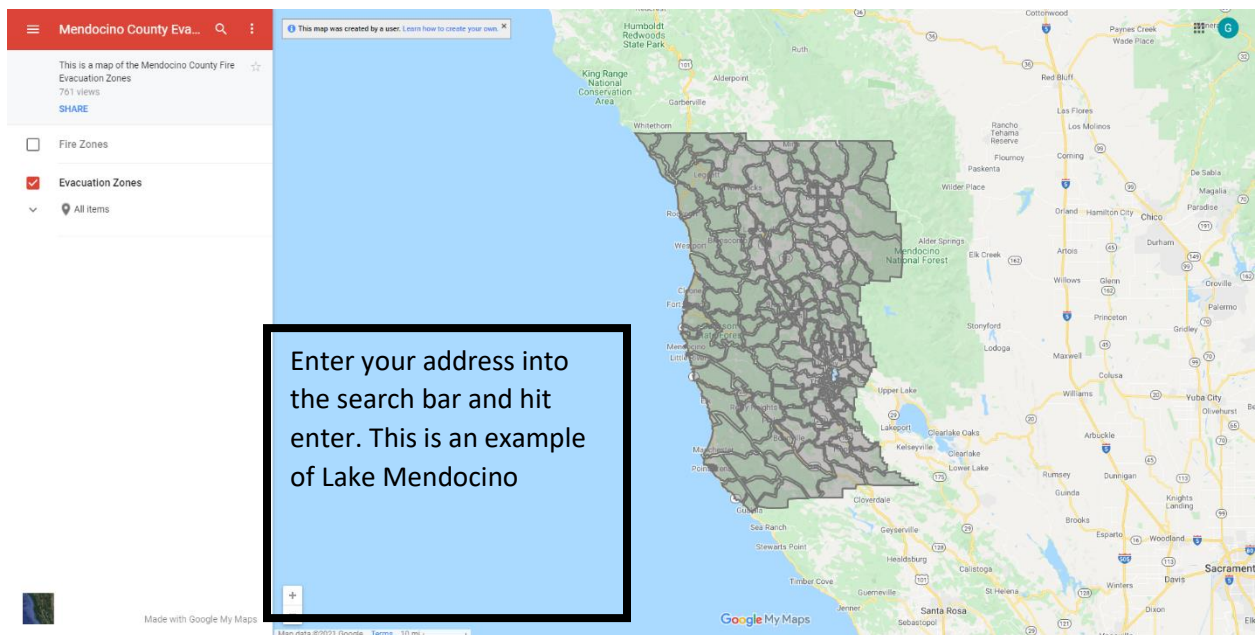 Mendocino County Eva...
This is a map of the Mendocino County Fire
Evacuation Zones
761 views
SHARE
Fire Zones
Evacuation Zones
All items
Made with Google My Maps
This map was created by a user. Learn how to create your own.
Enter your address into
the search bar and hit
enter. This is an example
of Lake Mendocino
Humboldt
Redwoods
State Park
Ruth
Cottonwood
Paynes Creek
Wade Place
G
King Range
National
Conservation
Area
Alderpoint
Garberville
Whitethorn
Red Bluff
Las Flores
Los Molinos
Rancho
Tehama
Reserve
Flournoy
Corning
Paskenta
Wilder Place
De Sabla
Magalia
Paradise
Orland
Hamilton City
Chico
Durham
Alder Springs
Mendocino
National Forest
Elk Creek
Artois
Willows
Glenn
Oroville
Palermo
Princeton
Gridley
Stonyford
Lodoga
Maxwell
Colusa
Williams
Yuba City
Olivehurst
Upper Lake
Lakeport
Clearlake Oaks
Kelseyville
Clearlake
Lower Lake
Arbuckle
Rumsey
Dunnigan
Guinda
Knights
Landing
Cloverdale
Brooks
Esparto
Woodland
Sea Ranch
Geyserville
Stewarts Point
Healdsburg
Calistoga
Winters
Davis
Sacrament
Timber Cove
Guerneville
St Helena
Dixon
Jenner
Santa Rosa
Sebastopol
Google My Maps
Map data ©2023 Google Terms 10 mi